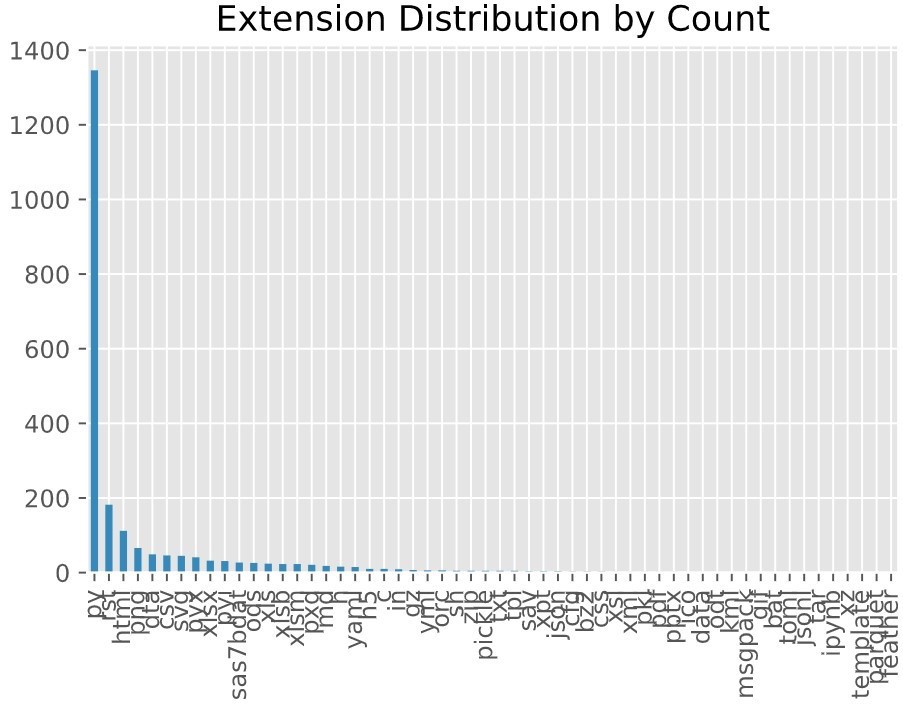 Extension Distribution by Count
1400
1200
1000
800
600
400
200
0
py
rst
html
png
dta
csv
svg
pyx
xlsx
pyi
sas7bdat
ods
xls
xlsb
xlsm
pxd
md
h
yaml
h5
c
in
gz
yml
orc
sh
zip
pickle
txt
tpl
sav
xpt
json
cfg
bz2
css
xsl
xml
pkl
pdf
pptx
ico
data
odt
kml
msgpack
gif
bat
toml
jsonl
tar
ipynb
xz
template
parquet
feather